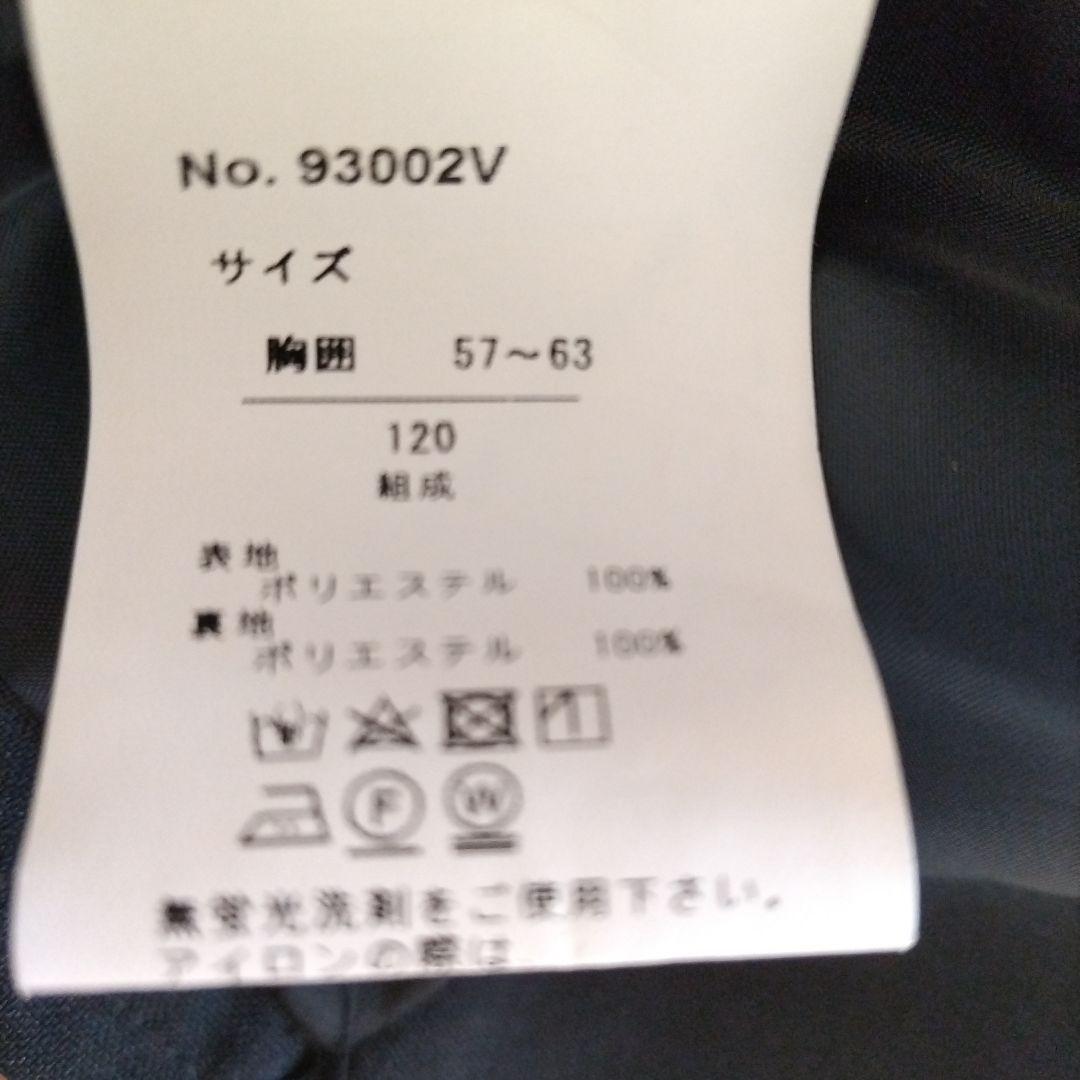 No. 93002V
サイズ
胸囲 57～63
120
組成
表地
ポリエステル 100%
裏地
ポリエステル 100%
F W
無蛍光洗剤をご使用下さい。
アイロンの際は